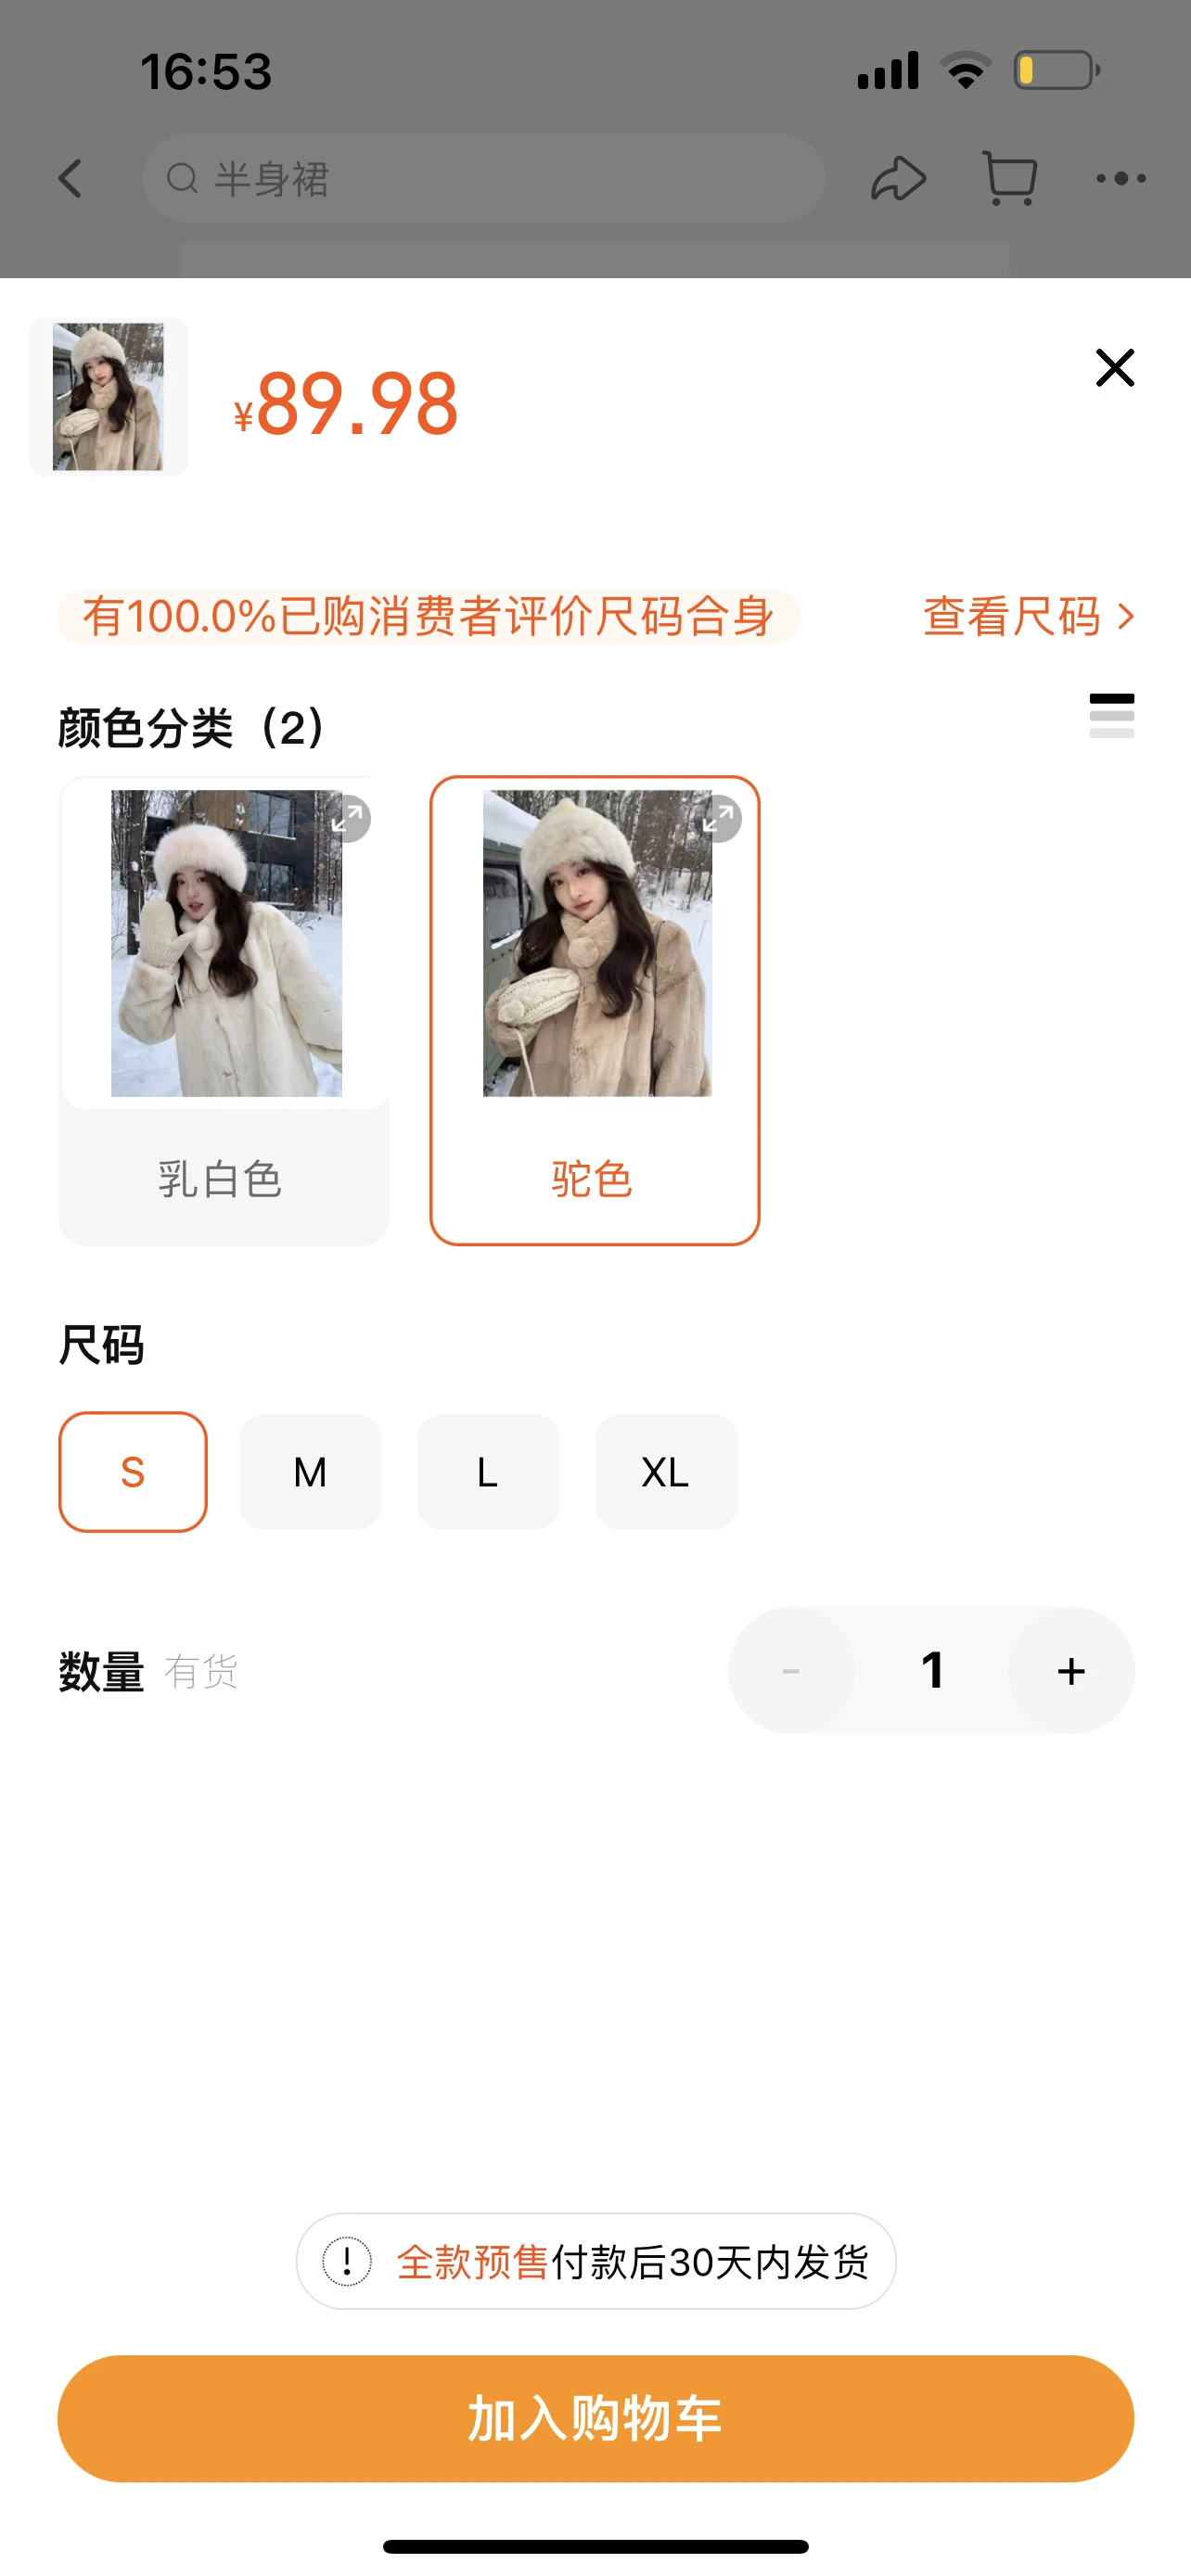 16:53
半身裙
¥89.98
有100.0%已购消费者评价尺码合身
查看尺码
颜色分类（2）
乳白色
驼色
尺码
S
M
L
XL
数量 有货
- 1 +
全款预售付款后30天内发货
加入购物车